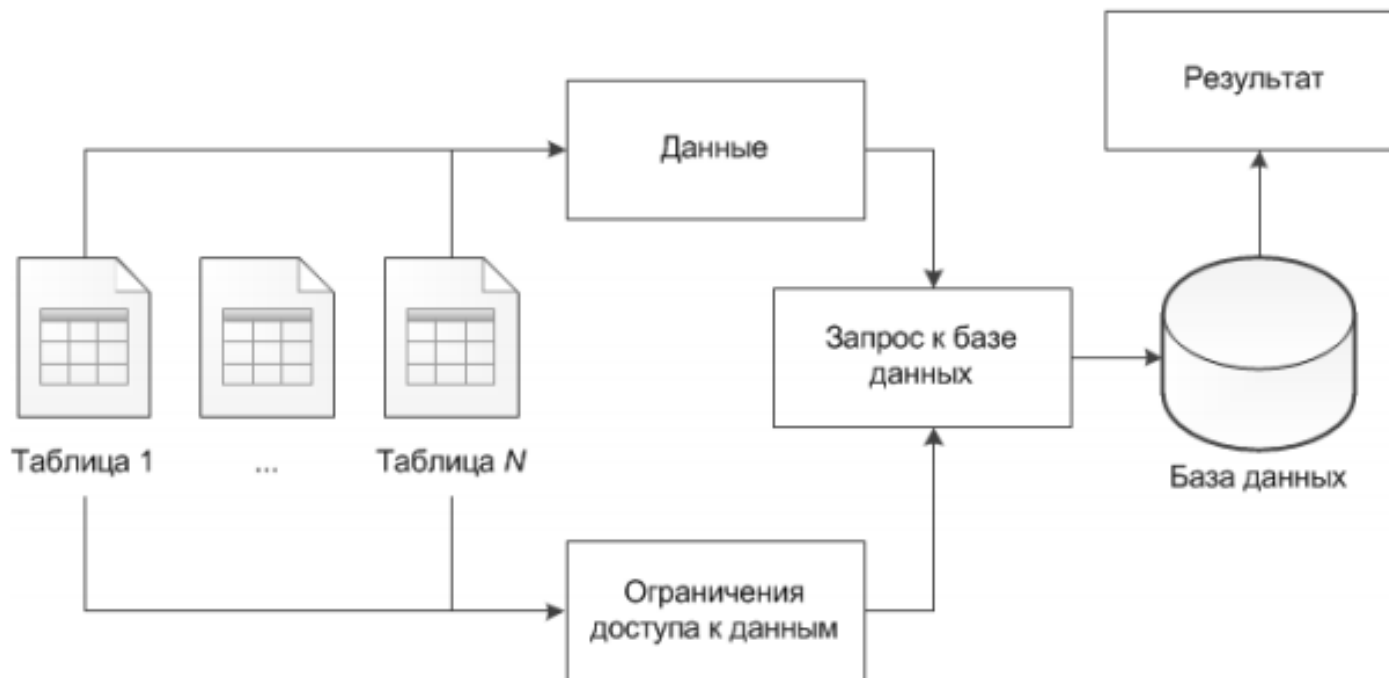 Результат
Данные
Запрос к базе
данных
Таблица 1
...
Таблица N
База данных
Ограничения
доступа к данным